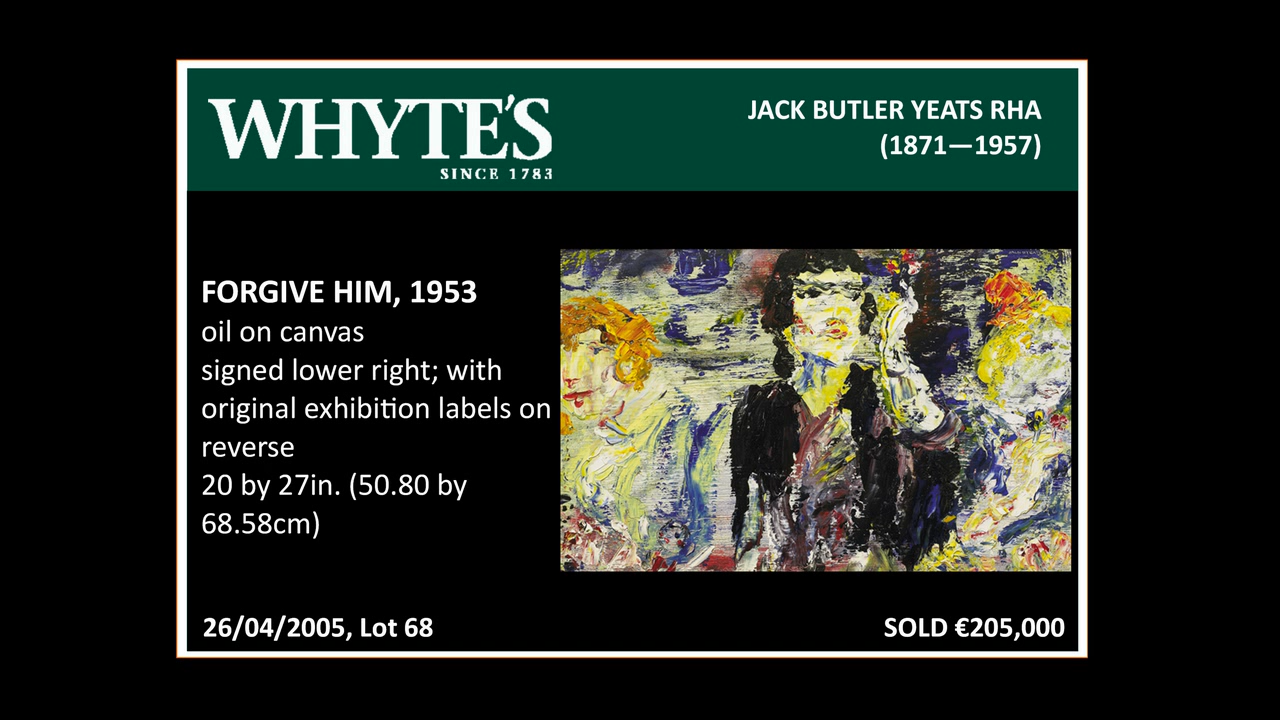 WHYTE'S
SINCE 1783
JACK BUTLER YEATS RHA
(1871—1957)
FORGIVE HIM, 1953
oil on canvas
signed lower right; with
original exhibition labels on
reverse
20 by 27in. (50.80 by
68.58cm)
26/04/2005, Lot 68
SOLD €205,000